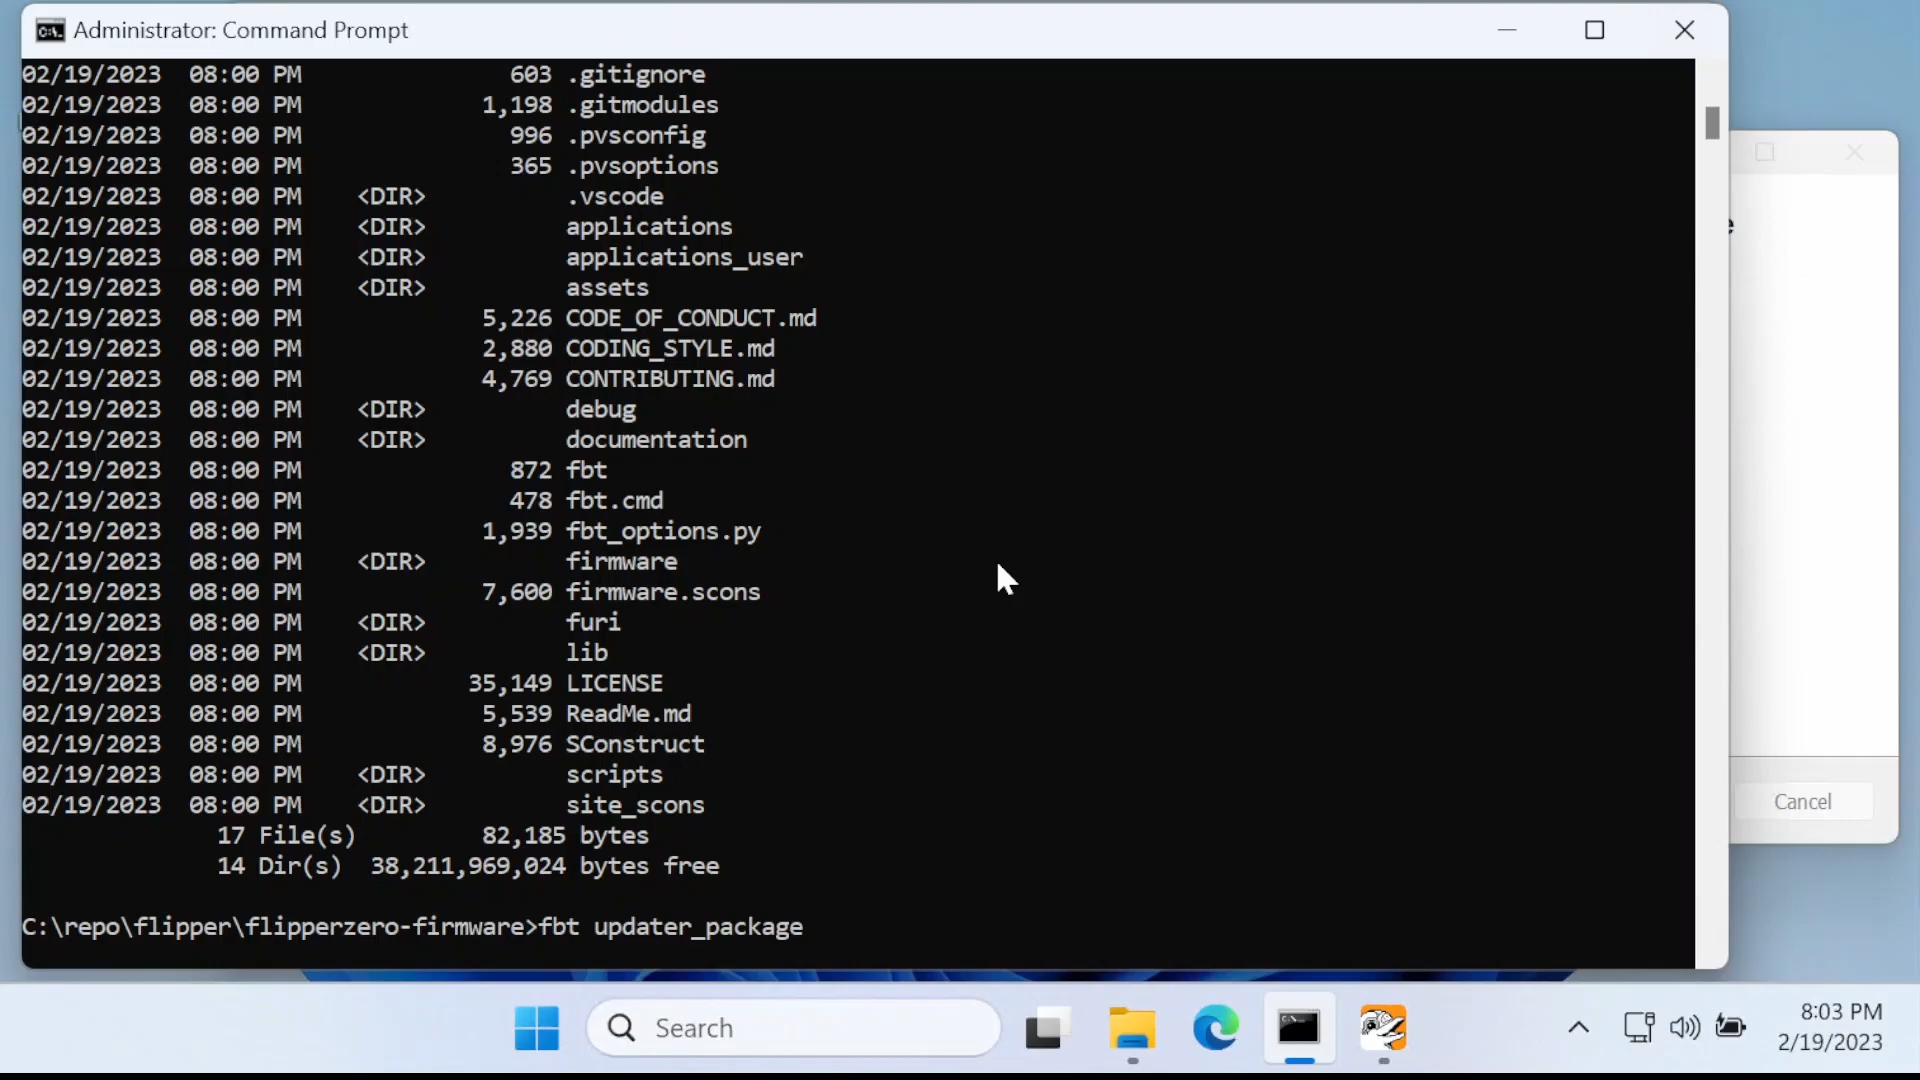 Administrator: Command Prompt
02/19/2023  08:00 PM               603 .gitignore
02/19/2023  08:00 PM             1,198 .gitmodules
02/19/2023  08:00 PM               996 .pvsconfig
02/19/2023  08:00 PM               365 .pvsoptions
02/19/2023  08:00 PM    <DIR>          .vscode
02/19/2023  08:00 PM    <DIR>          applications
02/19/2023  08:00 PM    <DIR>          applications_user
02/19/2023  08:00 PM    <DIR>          assets
02/19/2023  08:00 PM             5,226 CODE_OF_CONDUCT.md
02/19/2023  08:00 PM             2,880 CODING_STYLE.md
02/19/2023  08:00 PM             4,769 CONTRIBUTING.md
02/19/2023  08:00 PM    <DIR>          debug
02/19/2023  08:00 PM    <DIR>          documentation
02/19/2023  08:00 PM               872 fbt
02/19/2023  08:00 PM               478 fbt.cmd
02/19/2023  08:00 PM             1,939 fbt_options.py
02/19/2023  08:00 PM    <DIR>          firmware
02/19/2023  08:00 PM             7,600 firmware.scons
02/19/2023  08:00 PM    <DIR>          furi
02/19/2023  08:00 PM    <DIR>          lib
02/19/2023  08:00 PM            35,149 LICENSE
02/19/2023  08:00 PM             5,539 ReadMe.md
02/19/2023  08:00 PM             8,976 SConstruct
02/19/2023  08:00 PM    <DIR>          scripts
02/19/2023  08:00 PM    <DIR>          site_scons
17 File(s)         82,185 bytes
14 Dir(s)  38,211,969,024 bytes free
C:\repo\flipper\flipperzero-firmware>fbt updater_package
Cancel
Search
8:03 PM
2/19/2023